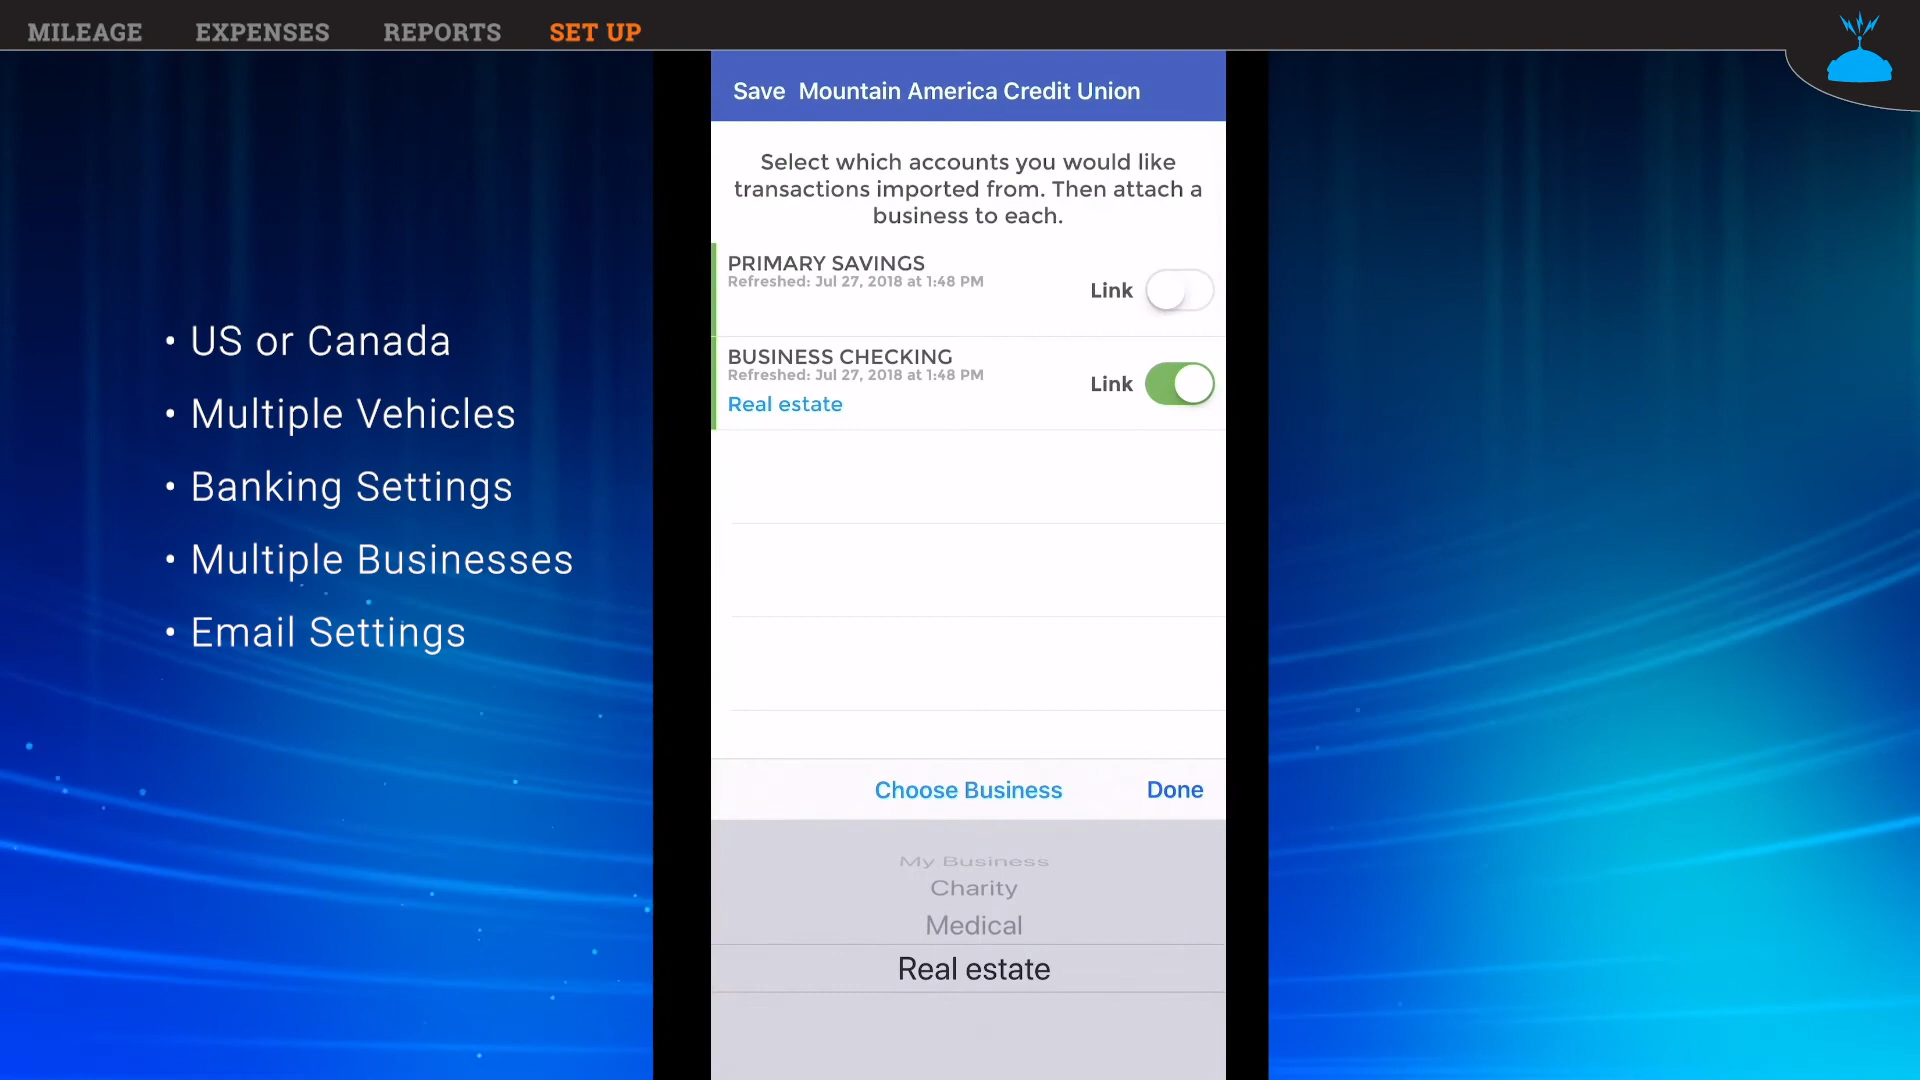 MILEAGE EXPENSES REPORTS SET UP
Save Mountain America Credit Union
Select which accounts you would like
transactions imported from. Then attach a
business to each.
PRIMARY SAVINGS
Refreshed: Jul 27, 2018 at 1:48 PM
Link
BUSINESS CHECKING
Refreshed: Jul 27, 2018 at 1:48 PM
Link
Real estate
• US or Canada
• Multiple Vehicles
• Banking Settings
• Multiple Businesses
• Email Settings
Choose Business Done
My Business
Charity
Medical
Real estate